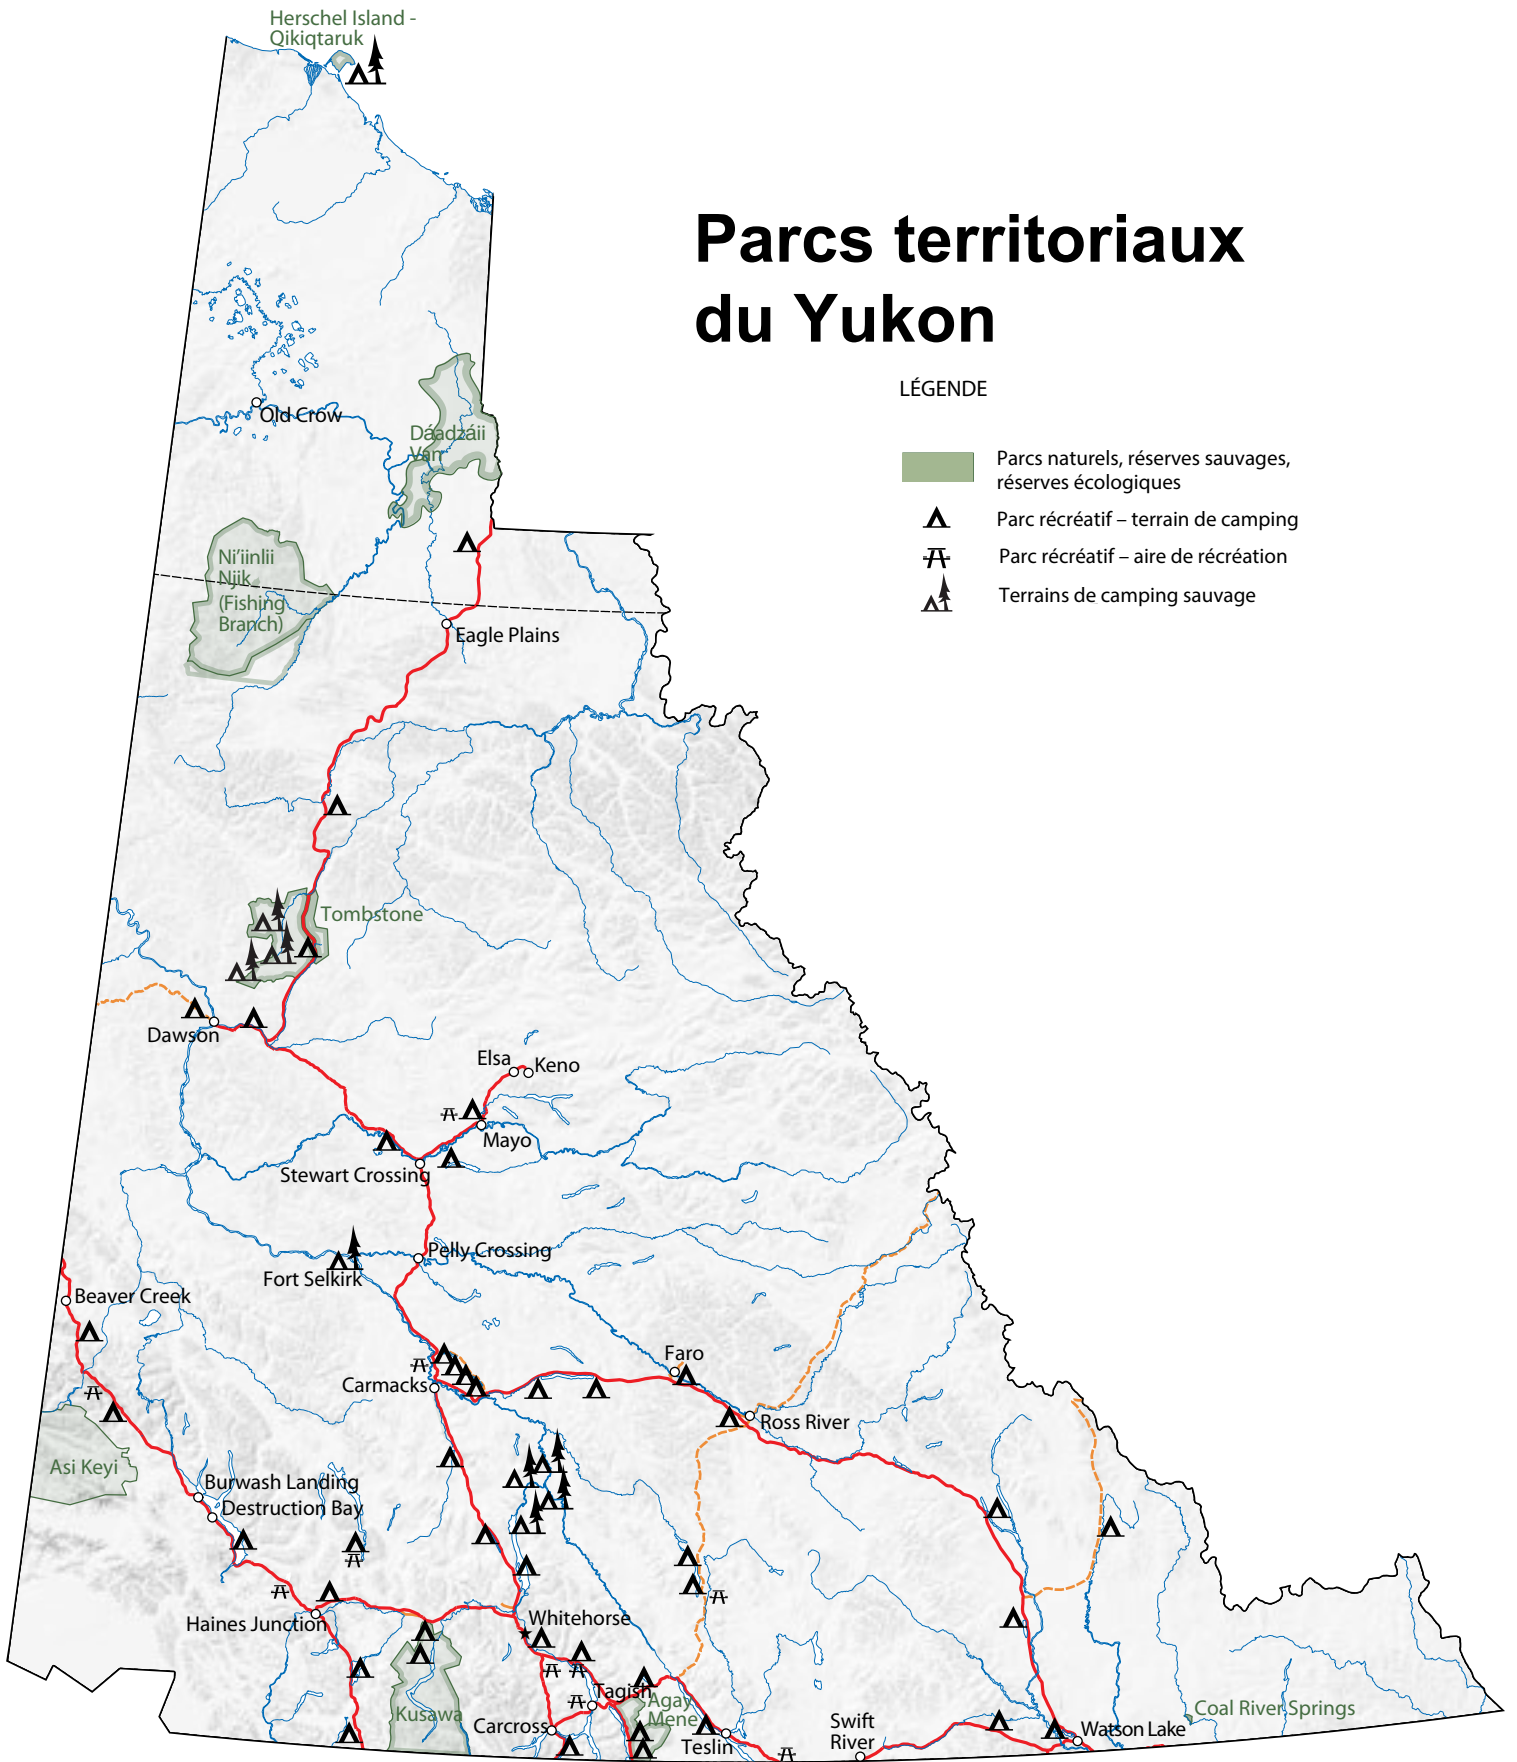 Herschel Island -
Qikiqtaruk
Parcs territoriaux
du Yukon
LÉGENDE
Parcs naturels, réserves sauvages,
réserves écologiques
Parc récréatif – terrain de camping
Parc récréatif – aire de récréation
Terrains de camping sauvage
Old Crow
Dáadzáii
Van
Ni'iinlii
Njik
(Fishing
Branch)
Eagle Plains
Tombstone
Dawson
Elsa
Keno
Mayo
Stewart Crossing
Pelly Crossing
Fort Selkirk
Beaver Creek
Faro
Carmacks
Ross River
Asi Keyi
Burwash Landing
Destruction Bay
Haines Junction
Whitehorse
Kusawa
Tagish
Agay
Mene
Carcross
Teslin
Swift
River
Watson Lake
Coal River Springs